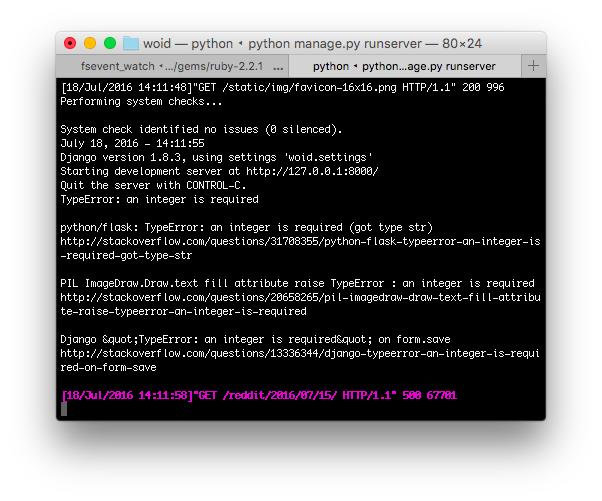 woid — python ‹ python manage.py runserver — 80×24
fsevent_watch ‹…/gems/ruby-2.2.1 … python ‹ python…age.py runserver +
[18/Jul/2016 14:11:48]"GET /static/img/favicon-16x16.png HTTP/1.1" 200 996
Performing system checks...
System check identified no issues (0 silenced).
July 18, 2016 - 14:11:55
Django version 1.8.3, using settings 'woid.settings'
Starting development server at http://127.0.0.1:8000/
Quit the server with CONTROL-C.
TypeError: an integer is required
python/flask: TypeError: an integer is required (got type str)
http://stackoverflow.com/questions/31708355/python-flask-typeerror-an-integer-is
-required-got-type-str
PIL ImageDraw.Draw.text fill attribute raise TypeError : an integer is required
http://stackoverflow.com/questions/20658265/pil-imagedraw-draw-text-fill-attribu
te-raise-typeerror-an-integer-is-required
Django &quot;TypeError: an integer is required&quot; on form.save
http://stackoverflow.com/questions/13336344/django-typeerror-an-integer-is-requi
red-on-form-save
[18/Jul/2016 14:11:58]"GET /reddit/2016/07/15/ HTTP/1.1" 500 67701